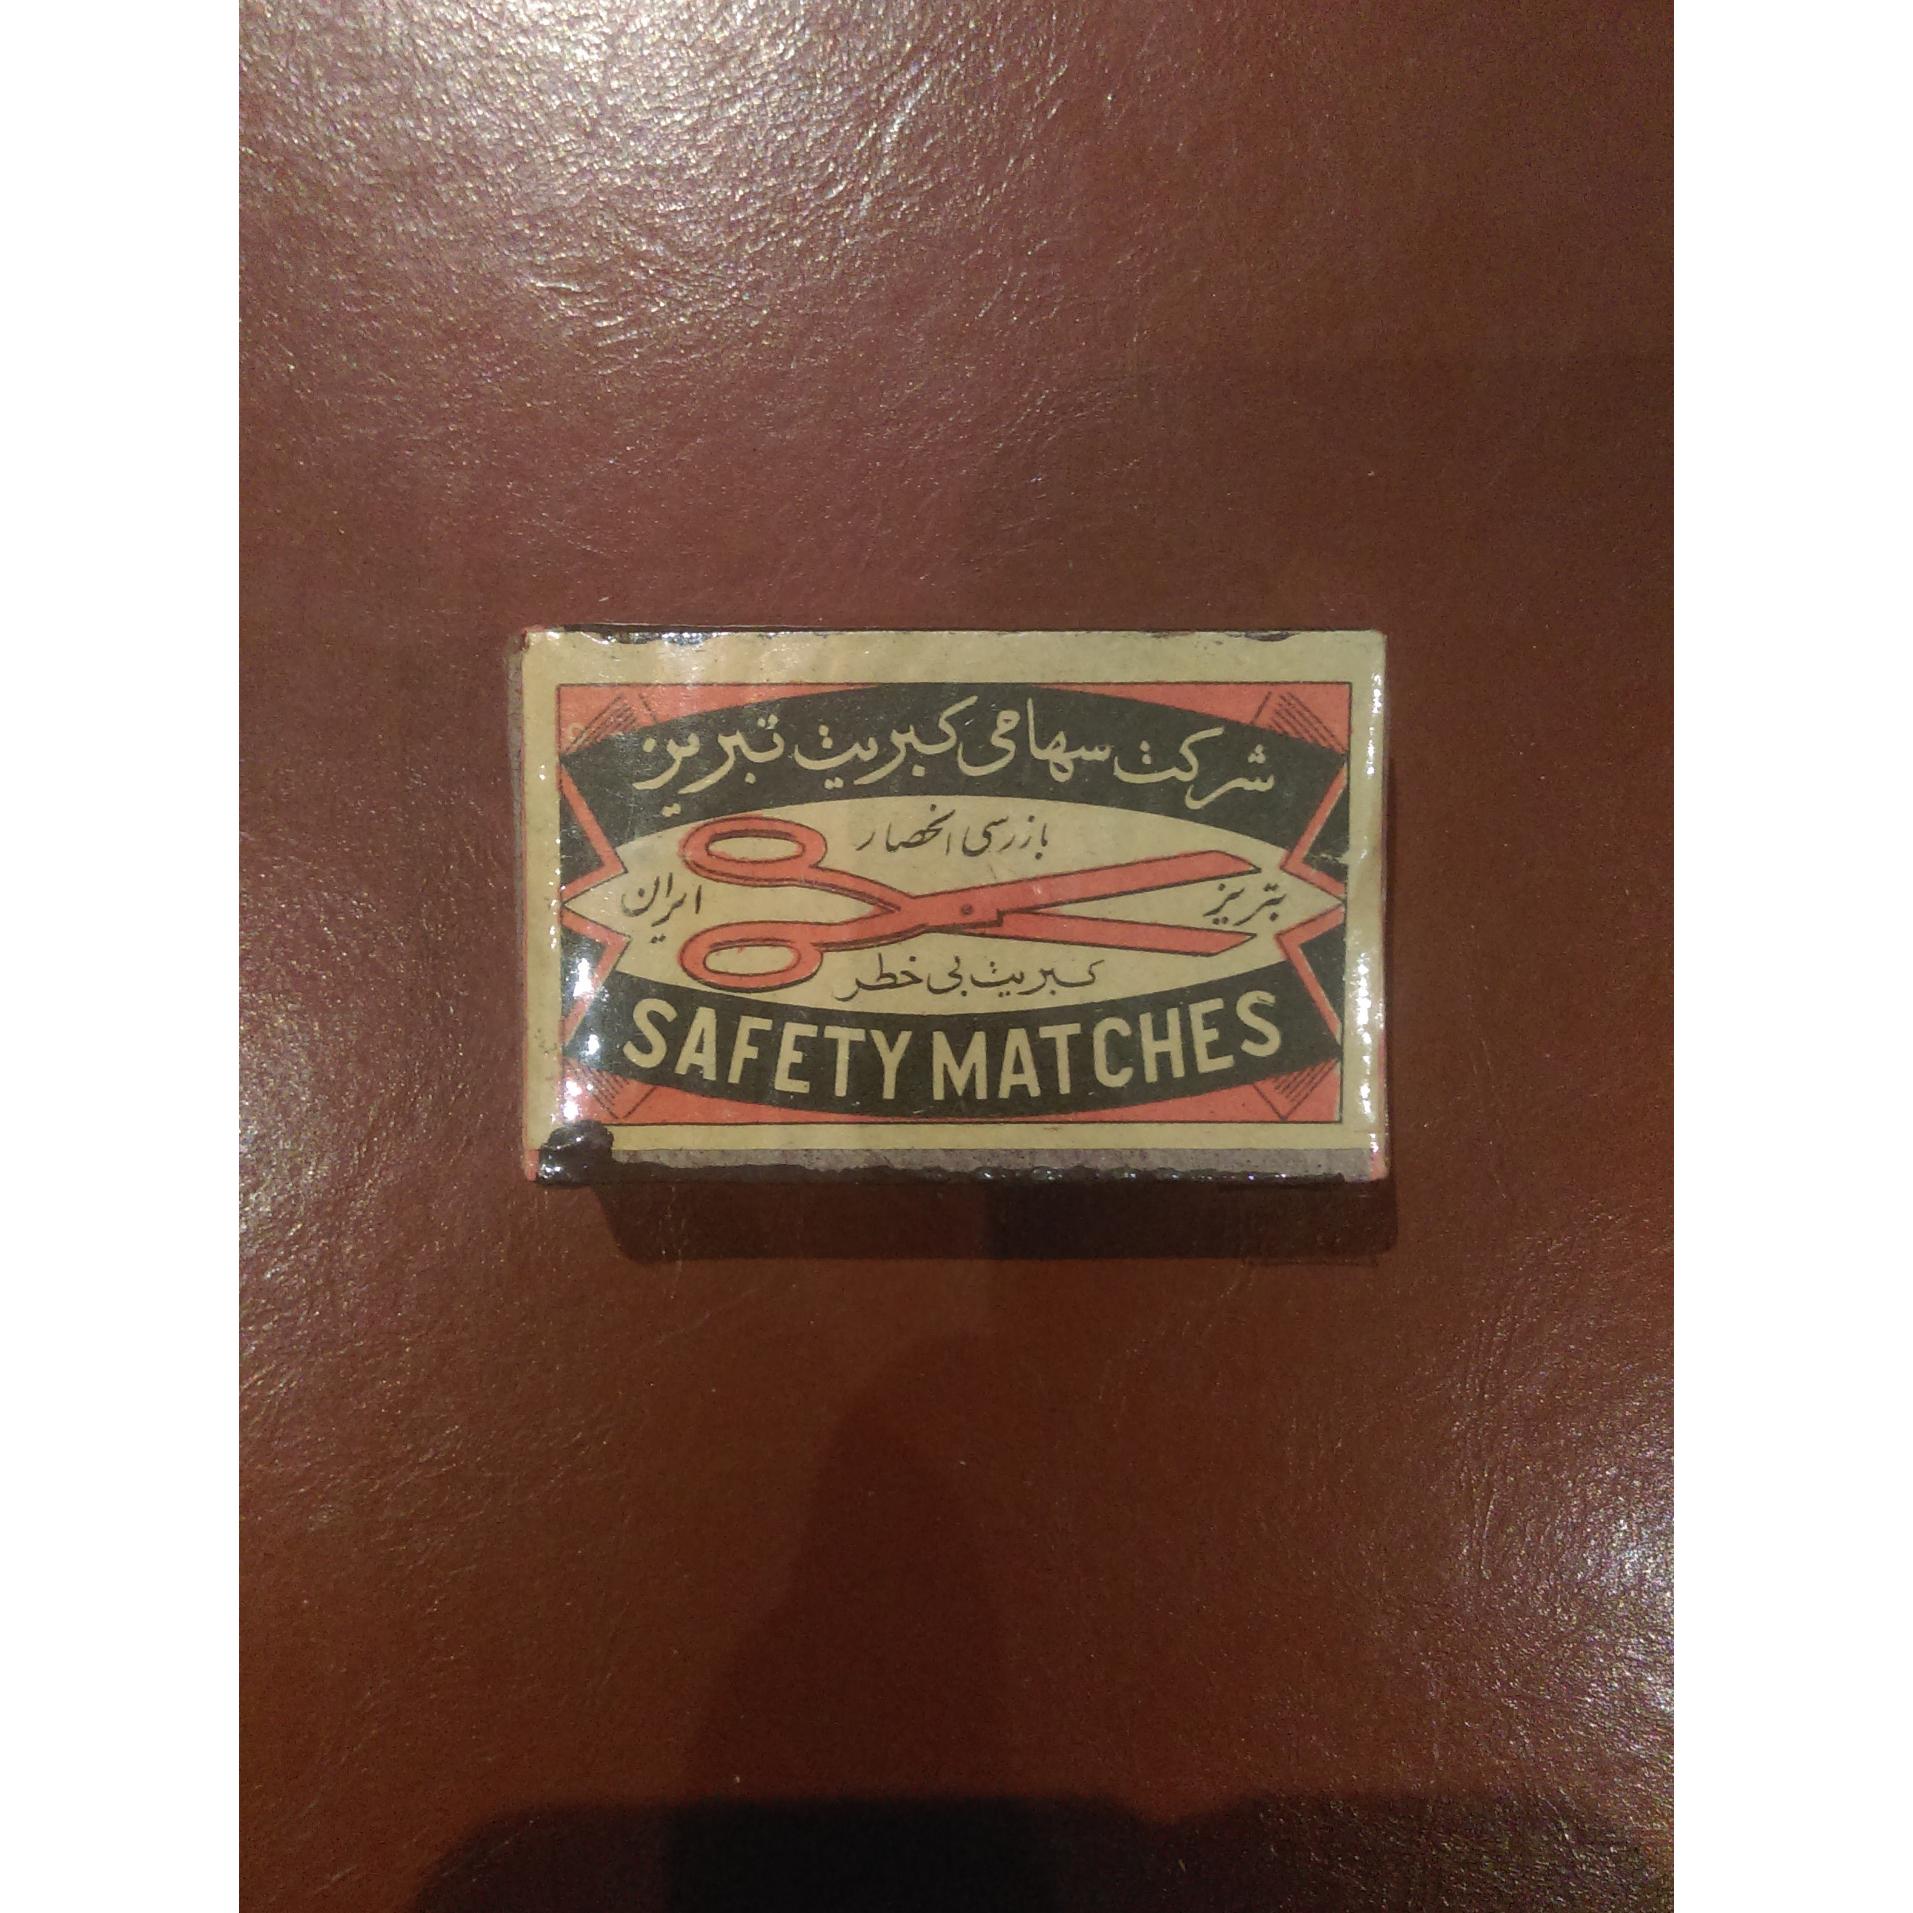 شرکت سهامی کبریت تبریز
بازرسی انحصار
تبریز
ایران
کبریت بی خطر
SAFETY MATCHES